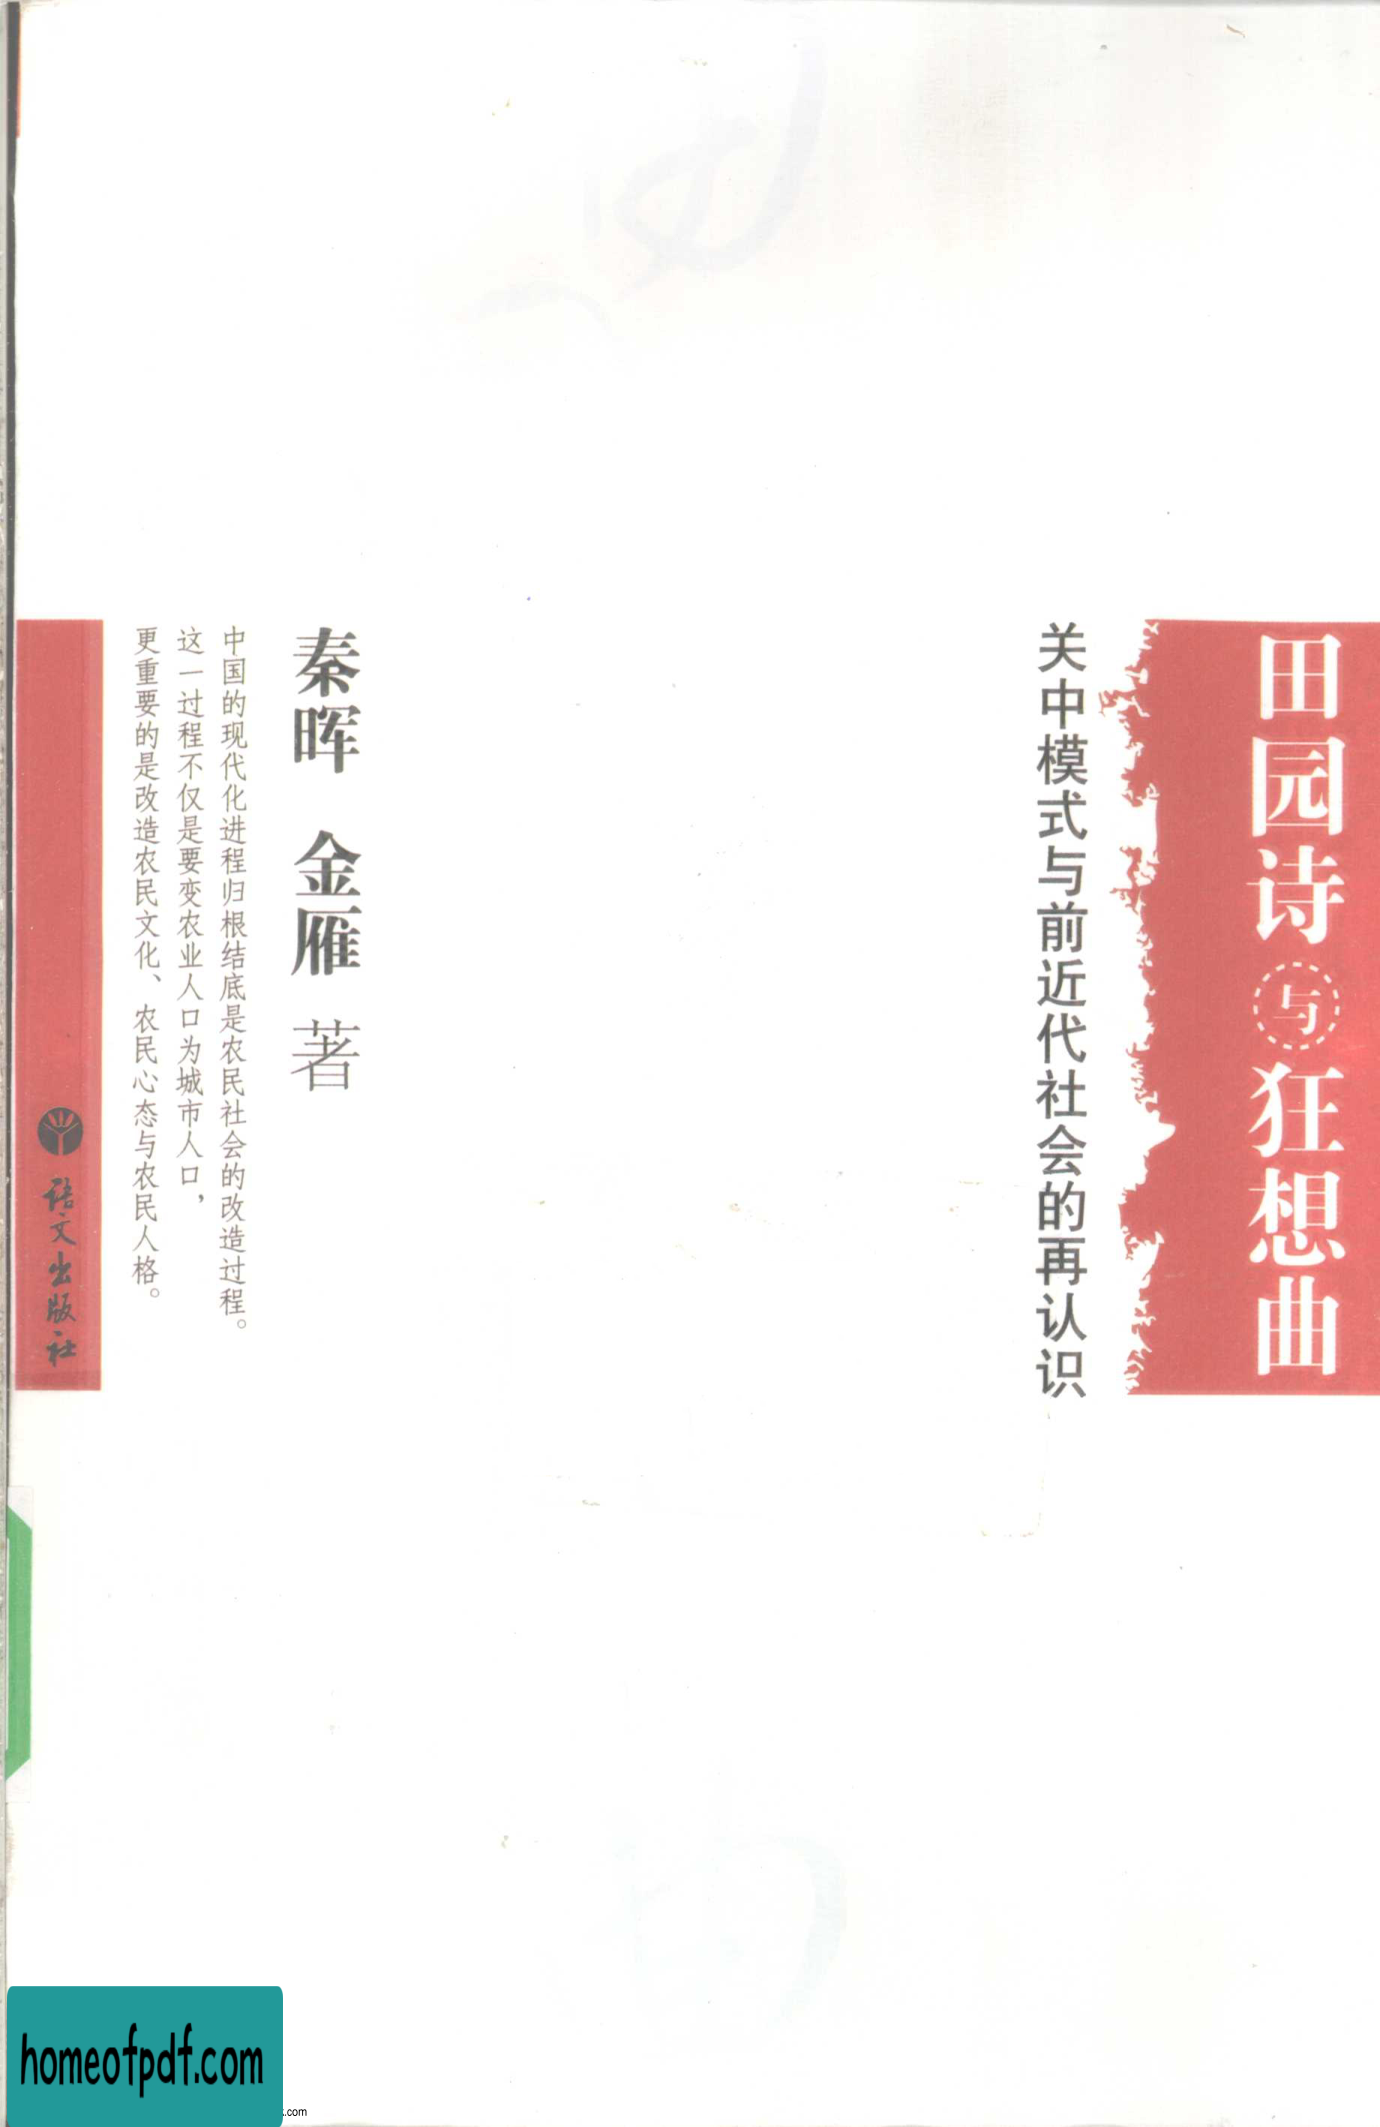 田园诗与狂想曲
关中模式与前近代社会的再认识
秦晖 金雁 著
中国的现代化进程归根结底是农民社会的改造过程。
这一过程不仅是要变农业人口为城市人口，
更重要的是改造农民文化、农民心态与农民人格。
语文出版社
homeofpdf.com
.com